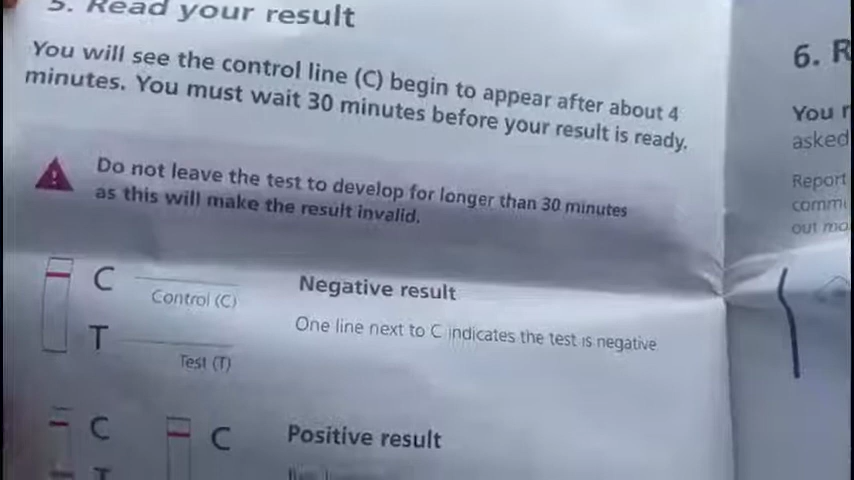 5. Read your result
You will see the control line (C) begin to appear after about 4
minutes. You must wait 30 minutes before your result is ready.
Do not leave the test to develop for longer than 30 minutes
as this will make the result invalid.
C
Control (C)
T
Test (T)
Negative result
One line next to C indicates the test is negative
C
T
C
Positive result
6. R
You r
asked
Report
commu
out mo